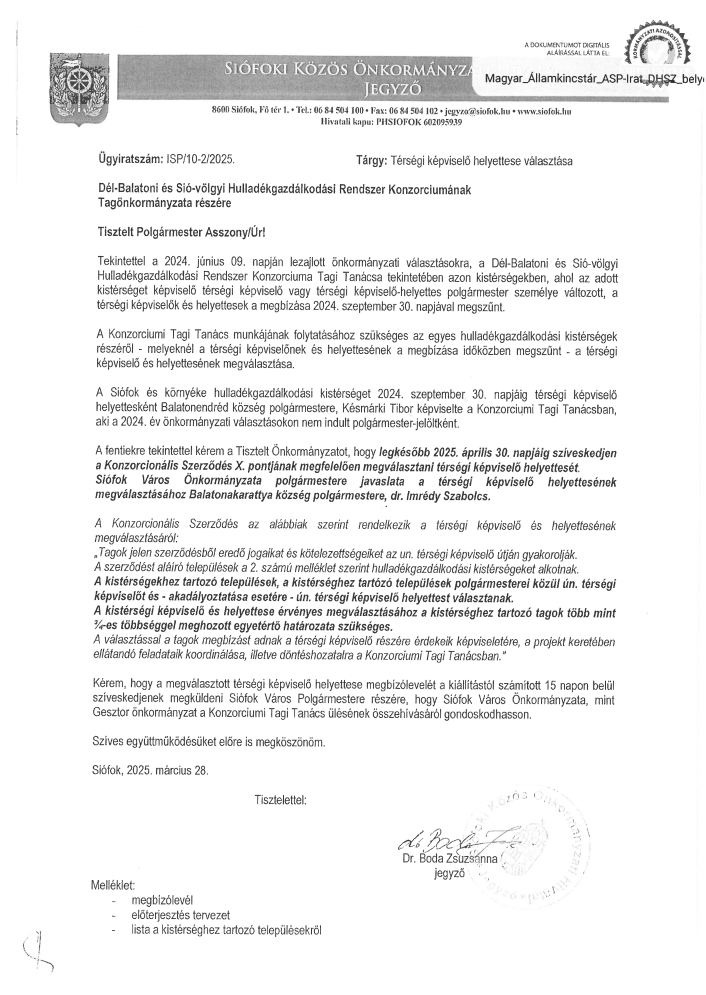 A DOKUMENTUMOT DIGITÁLIS
ALÁÍRÁSSAL LÁTTA EL:
KORMÁNYZATI AZONOSÍTÁSSAL
Magyar_Államkincstár_ASP-Irat_DHSZ_bely
SIÓFOKI KÖZÖS ÖNKORMÁNYZA
JEGYZŐ
8600 Siófok, Fő tér 1. • Tel.: 06 84 504 100 • Fax: 06 84 504 102 • jegyzo@siofok.hu • www.siofok.hu
Hivatali kapu: PHSIOFOK 602095939
Ügyiratszám: ISP/10-2/2025. Tárgy: Térségi képviselő helyettese választása
Dél-Balatoni és Sió-völgyi Hulladékgazdálkodási Rendszer Konzorciumának
Tagönkormányzata részére
Tisztelt Polgármester Asszony/Úr!
Tekintettel a 2024. június 09. napján lezajlott önkormányzati választásokra, a Dél-Balatoni és Sió-völgyi
Hulladékgazdálkodási Rendszer Konzorciuma Tagi Tanácsa tekintetében azon kistérségekben, ahol az adott
kistérséget képviselő térségi képviselő vagy térségi képviselő-helyettes polgármester személye változott, a
térségi képviselők és helyettesek a megbízása 2024. szeptember 30. napjával megszűnt.
A Konzorciumi Tagi Tanács munkájának folytatásához szükséges az egyes hulladékgazdálkodási kistérségek
részéről - melyeknél a térségi képviselőnek és helyettesének a megbízása időközben megszűnt - a térségi
képviselő és helyettesének megválasztása.
A Siófok és környéke hulladékgazdálkodási kistérséget 2024. szeptember 30. napjáig térségi képviselő
helyettesként Balatonendréd község polgármestere, Késmárki Tibor képviselte a Konzorciumi Tagi Tanácsban,
aki a 2024. év önkormányzati választásokon nem indult polgármester-jelöltként.
A fentiekre tekintettel kérem a Tisztelt Önkormányzatot, hogy legkésőbb 2025. április 30. napjáig szíveskedjen
a Konzorcionális Szerződés X. pontjának megfelelően megválasztani térségi képviselő helyettesét.
Siófok Város Önkormányzata polgármestere javaslata a térségi képviselő helyettesének
megválasztásához Balatonakarattya község polgármestere, dr. Imrédy Szabolcs.
A Konzorcionális Szerződés az alábbiak szerint rendelkezik a térségi képviselő és helyettesének
megválasztásáról:
„Tagok jelen szerződésből eredő jogaikat és kötelezettségeiket az un. térségi képviselő útján gyakorolják.
A szerződést aláíró települések a 2. számú melléklet szerint hulladékgazdálkodási kistérségeket alkotnak.
A kistérségekhez tartozó települések, a kistérséghez tartozó települések polgármesterei közül ún. térségi
képviselőt és - akadályoztatása esetére - ún. térségi képviselő helyettest választanak.
A kistérségi képviselő és helyettese érvényes megválasztásához a kistérséghez tartozó tagok több mint
¾-es többséggel meghozott egyetértő határozata szükséges.
A választással a tagok megbízást adnak a térségi képviselő részére érdekeik képviseletére, a projekt keretében
ellátandó feladataik koordinálása, illetve döntéshozatalra a Konzorciumi Tagi Tanácsban."
Kérem, hogy a megválasztott térségi képviselő helyettese megbízólevelét a kiállítástól számított 15 napon belül
szíveskedjenek megküldeni Siófok Város Polgármestere részére, hogy Siófok Város Önkormányzata, mint
Gesztor önkormányzat a Konzorciumi Tagi Tanács ülésének összehívásáról gondoskodhasson.
Szíves együttműködésüket előre is megköszönöm.
Siófok, 2025. március 28.
Tisztelettel:
Dr. Boda Zsuzsánna
jegyző
Melléklet:
- megbízólevél
- előterjesztés tervezet
- lista a kistérséghez tartozó településekről